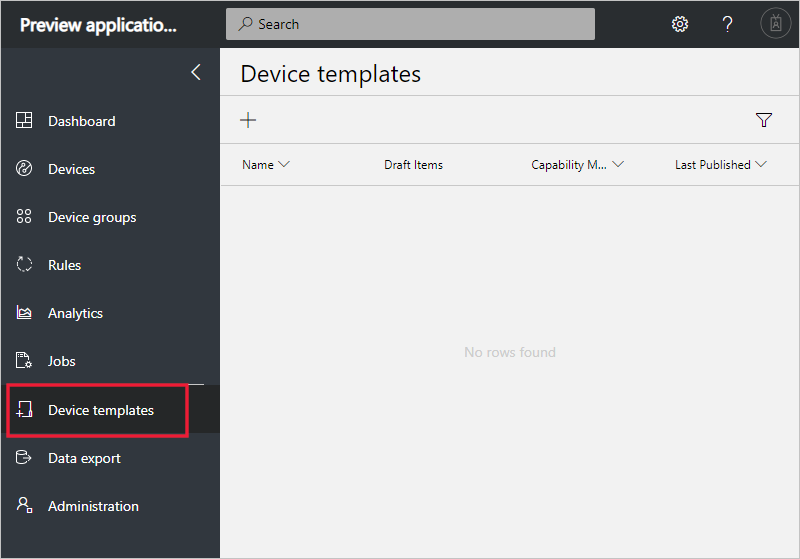 Preview applicatio...
Search
?
Device templates
Dashboard
Devices
Device groups
Rules
Analytics
Jobs
Device templates
Data export
Administration
Name
Draft Items
Capability M...
Last Published
No rows found